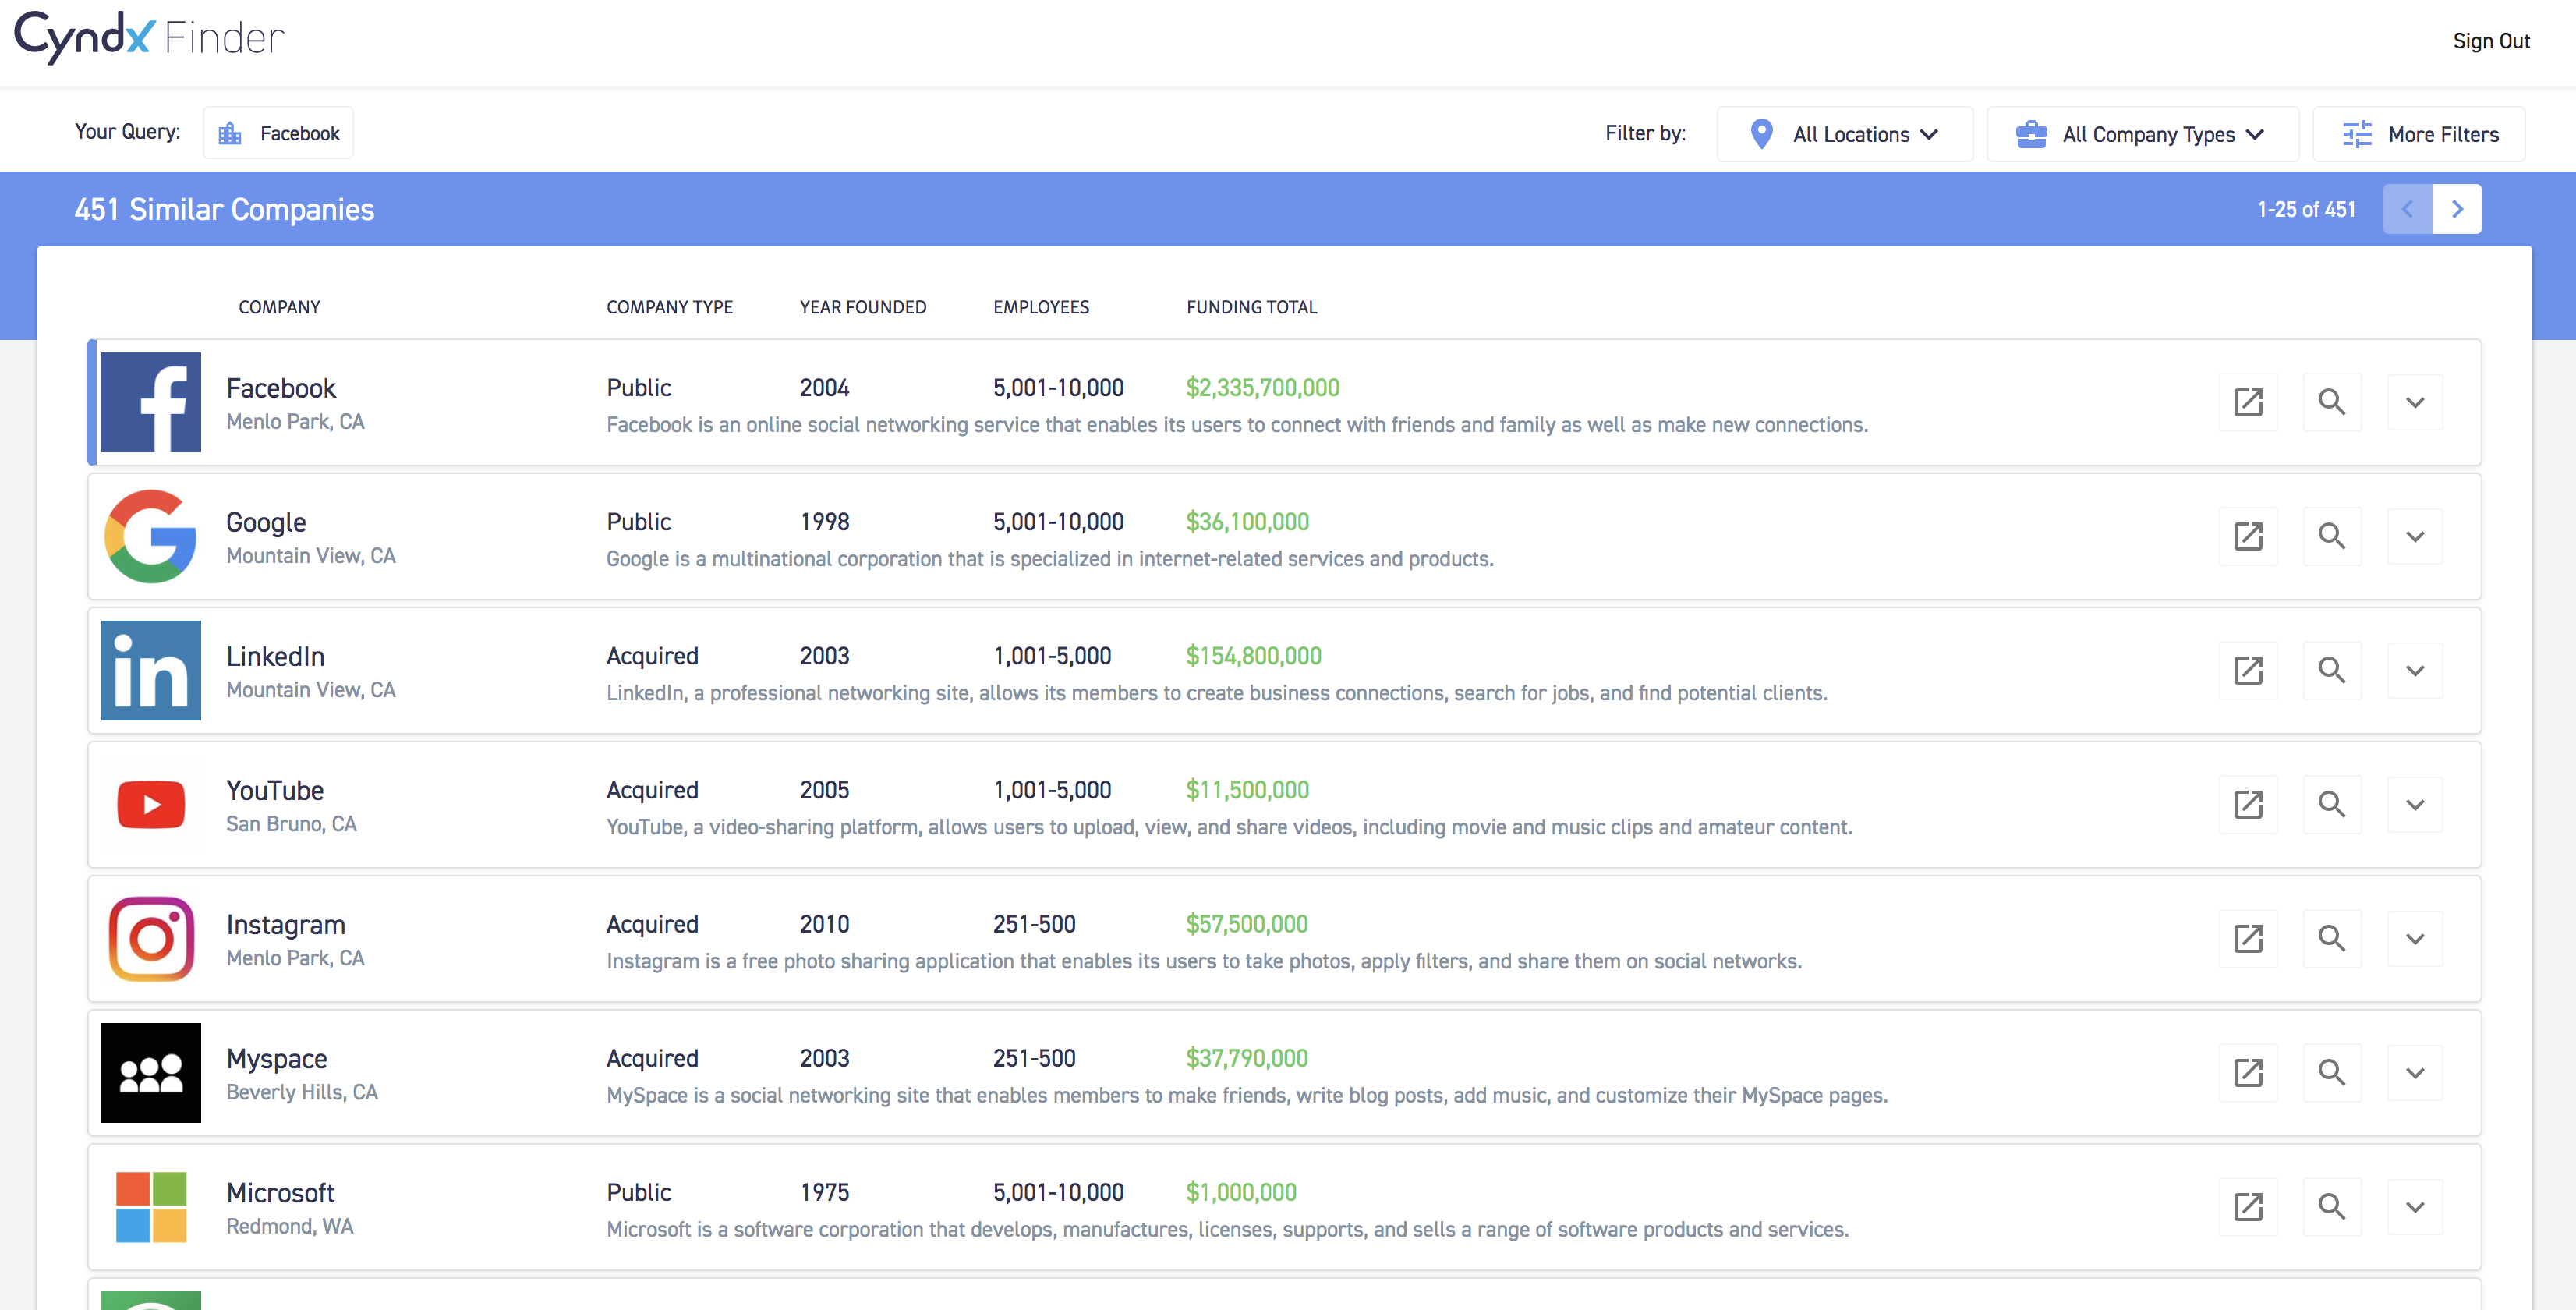 Cyndx Finder
Sign Out
Your Query: Facebook
Filter by: All Locations All Company Types More Filters
451 Similar Companies
1-25 of 451
COMPANY COMPANY TYPE YEAR FOUNDED EMPLOYEES FUNDING TOTAL
Facebook Public 2004 5,001-10,000 $2,335,700,000
Menlo Park, CA Facebook is an online social networking service that enables its users to connect with friends and family as well as make new connections.
Google Public 1998 5,001-10,000 $36,100,000
Mountain View, CA Google is a multinational corporation that is specialized in internet-related services and products.
in
LinkedIn Acquired 2003 1,001-5,000 $154,800,000
Mountain View, CA LinkedIn, a professional networking site, allows its members to create business connections, search for jobs, and find potential clients.
YouTube Acquired 2005 1,001-5,000 $11,500,000
San Bruno, CA YouTube, a video-sharing platform, allows users to upload, view, and share videos, including movie and music clips and amateur content.
Instagram Acquired 2010 251-500 $57,500,000
Menlo Park, CA Instagram is a free photo sharing application that enables its users to take photos, apply filters, and share them on social networks.
Myspace Acquired 2003 251-500 $37,790,000
Beverly Hills, CA MySpace is a social networking site that enables members to make friends, write blog posts, add music, and customize their MySpace pages.
Microsoft Public 1975 5,001-10,000 $1,000,000
Redmond, WA Microsoft is a software corporation that develops, manufactures, licenses, supports, and sells a range of software products and services.